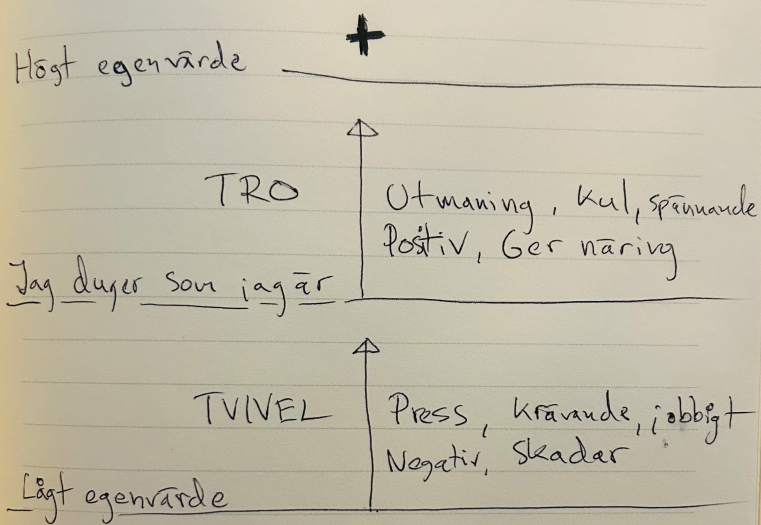 +
Högt egenvärde
TRO
Utmaning, Kul, spännande
Positiv, Ger näring
Jag duger som jag är
TVIVEL
Press, Krävande, jobbigt
Negativ, Skadar
Lågt egenvärde